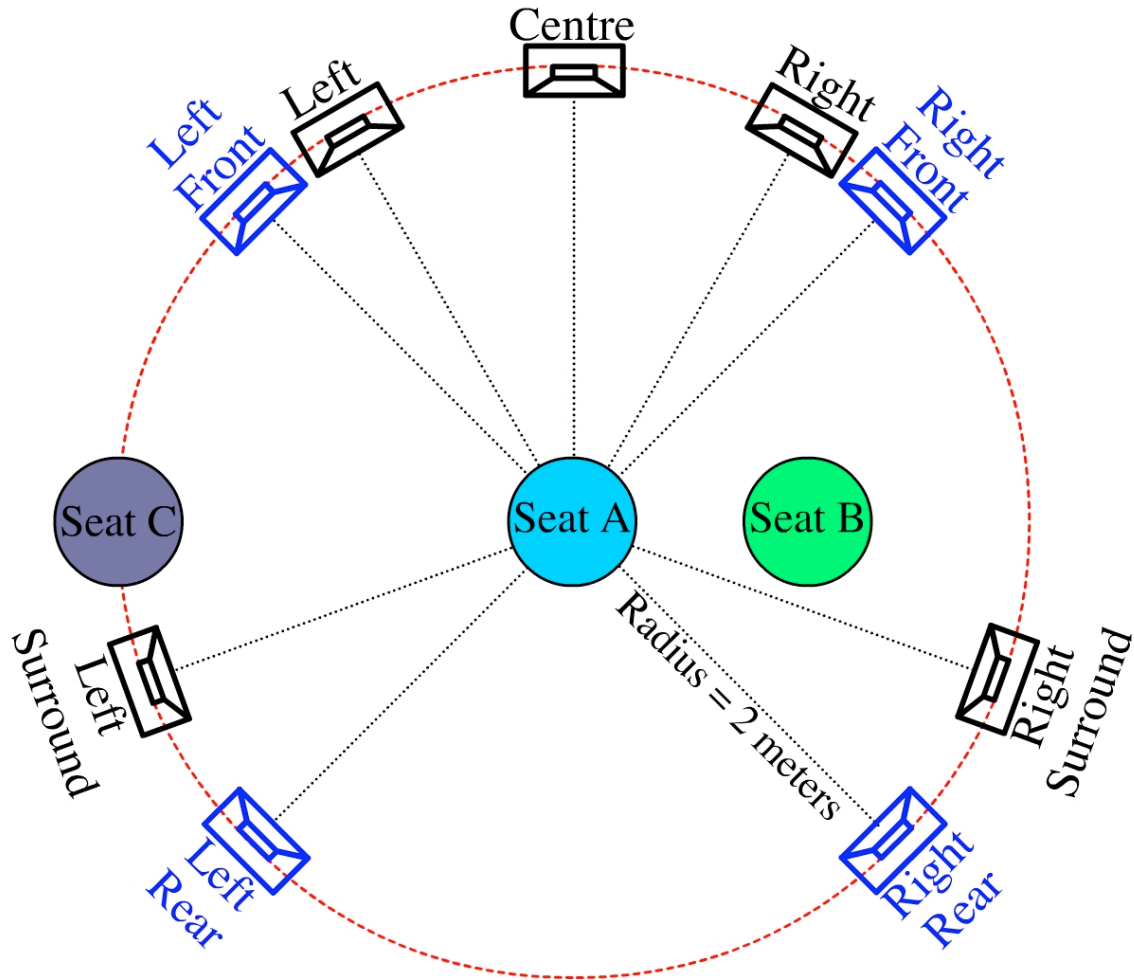 Centre
Left
Right
Left
Front
Right
Front
Seat C
Seat A
Seat B
Radius = 2 meters
Left
Surround
Right
Surround
Left
Rear
Right
Rear